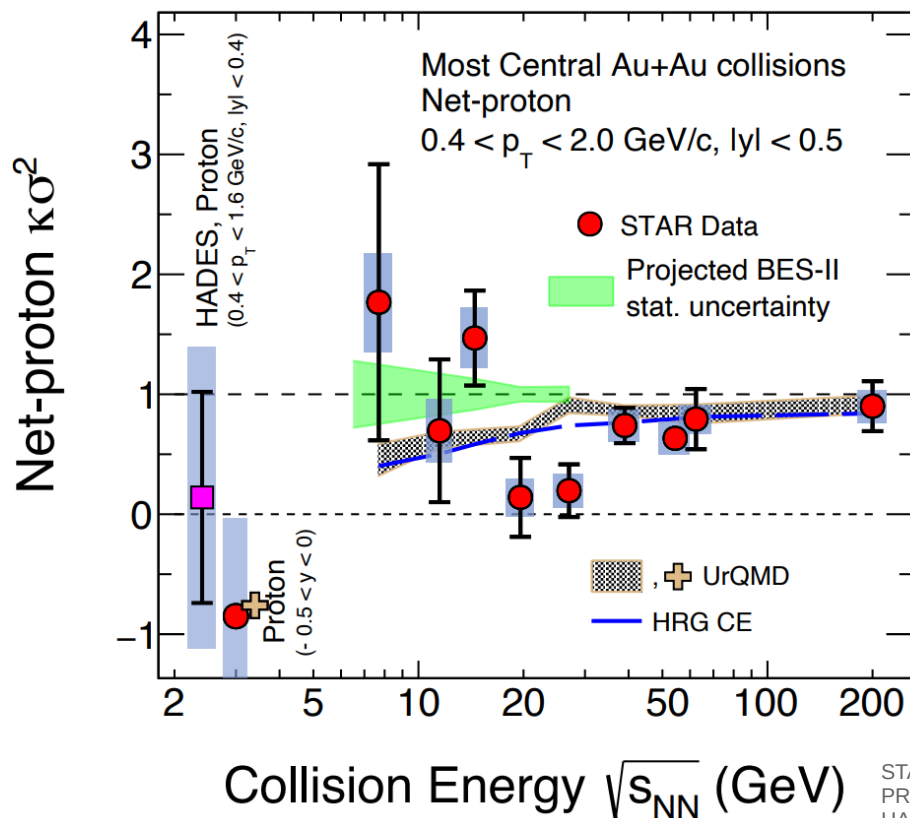 Most Central Au+Au collisions
Net-proton
0.4 < p_T < 2.0 GeV/c, |y| < 0.5
STAR Data
Projected BES-II
stat. uncertainty
HADES, Proton
(0.4 < p_T < 1.6 GeV/c, |y| < 0.4)
Proton
(- 0.5 < y < 0)
, UrQMD
HRG CE
Net-proton κσ²
4
3
2
1
0
−1
2 5 10 20 50 100 200
Collision Energy √s_NN (GeV)
STA
PR